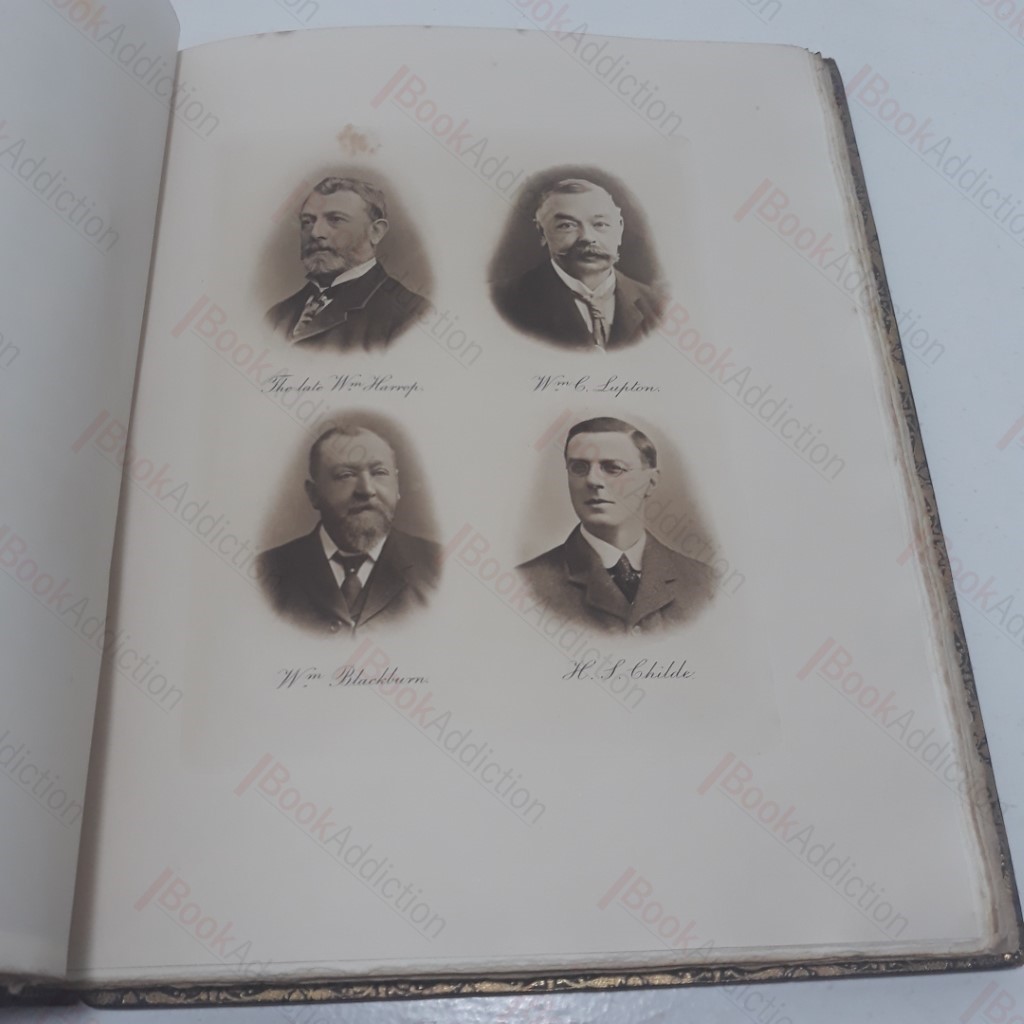 The late Wm Harrop.
Wm C. Lupton.
Wm Blackburn.
H. S. Childe
BookAddiction